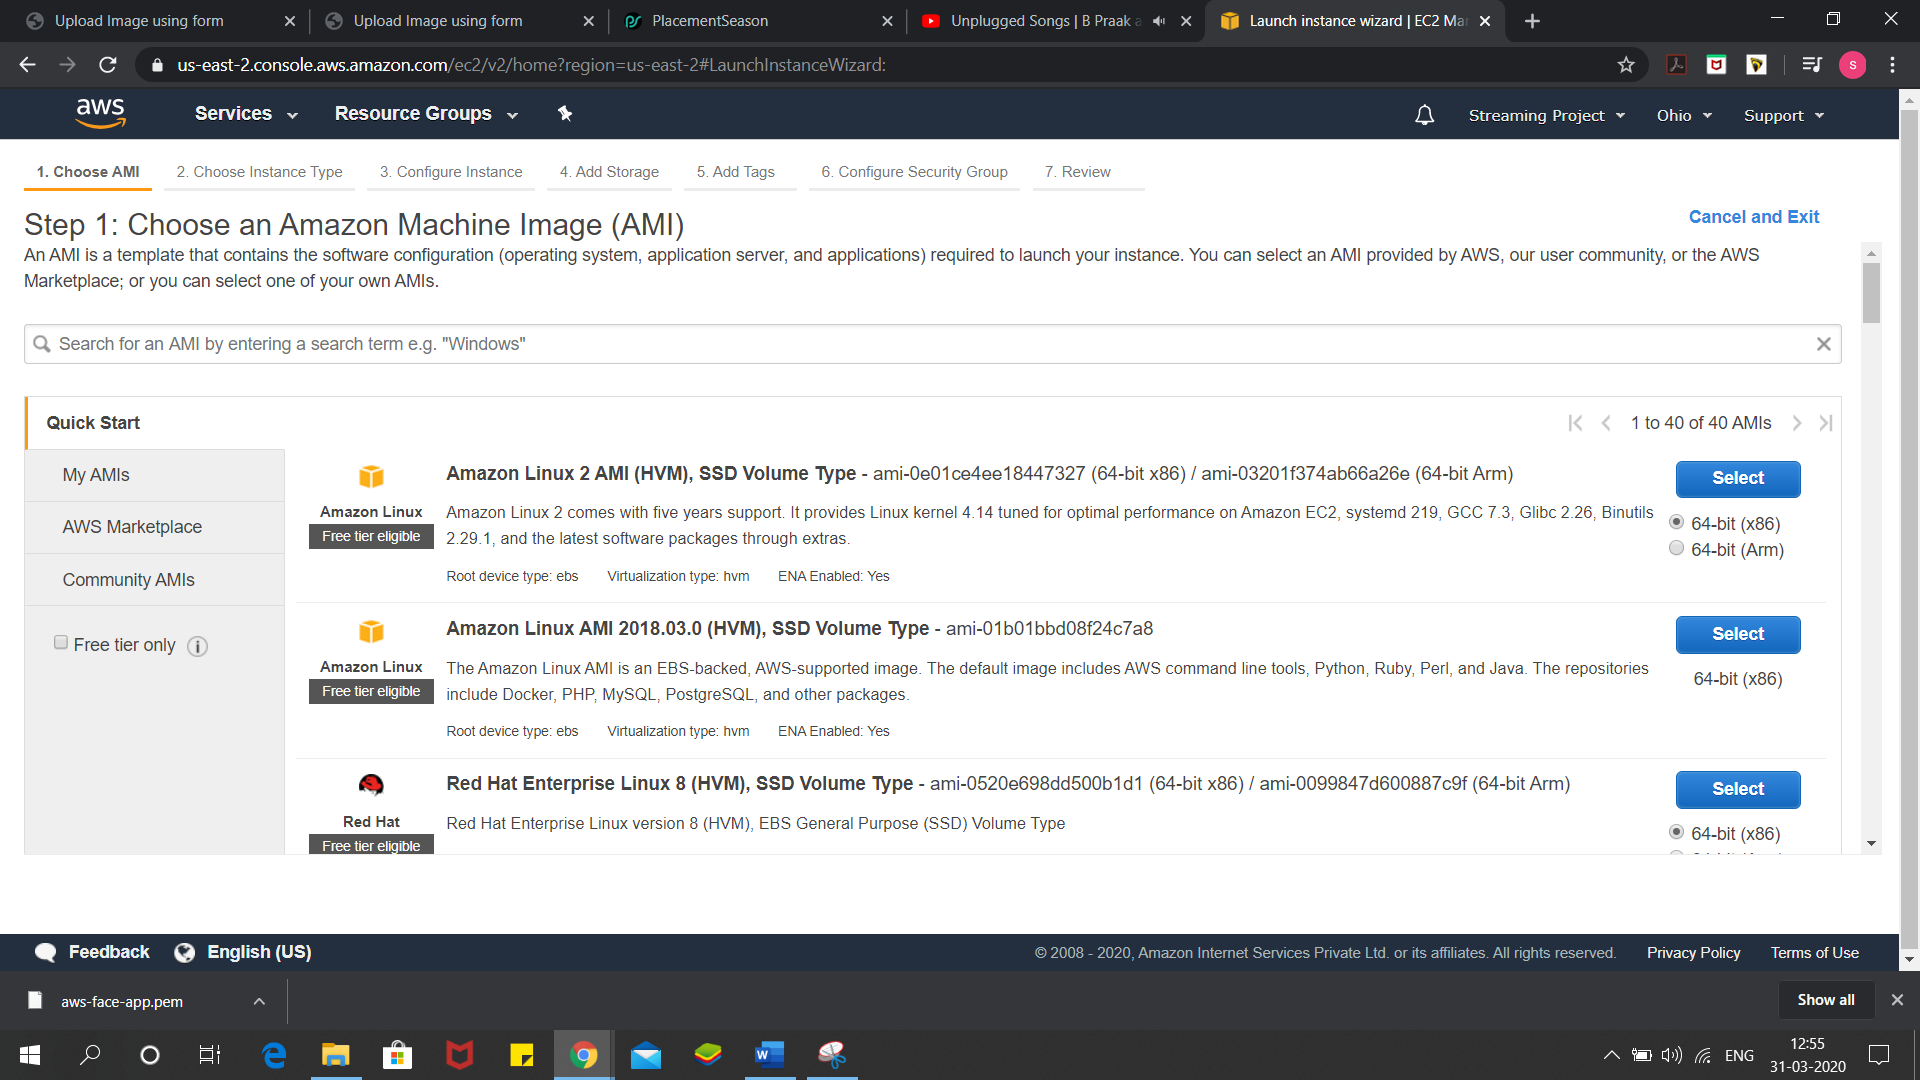 Upload Image using form
Upload Image using form
PlacementSeason
Unplugged Songs | B Praak a
Launch instance wizard | EC2 Ma
us-east-2.console.aws.amazon.com/ec2/v2/home?region=us-east-2#LaunchInstanceWizard:
s
aws
Services
Resource Groups
Streaming Project
Ohio
Support
1. Choose AMI
2. Choose Instance Type
3. Configure Instance
4. Add Storage
5. Add Tags
6. Configure Security Group
7. Review
Step 1: Choose an Amazon Machine Image (AMI)
Cancel and Exit
An AMI is a template that contains the software configuration (operating system, application server, and applications) required to launch your instance. You can select an AMI provided by AWS, our user community, or the AWS
Marketplace; or you can select one of your own AMIs.
Search for an AMI by entering a search term e.g. "Windows"
Quick Start
1 to 40 of 40 AMIs
My AMIs
AWS Marketplace
Community AMIs
Free tier only
i
Amazon Linux
Free tier eligible
Amazon Linux 2 AMI (HVM), SSD Volume Type - ami-0e01ce4ee18447327 (64-bit x86) / ami-03201f374ab66a26e (64-bit Arm)
Amazon Linux 2 comes with five years support. It provides Linux kernel 4.14 tuned for optimal performance on Amazon EC2, systemd 219, GCC 7.3, Glibc 2.26, Binutils
2.29.1, and the latest software packages through extras.
Root device type: ebs Virtualization type: hvm ENA Enabled: Yes
Select
64-bit (x86)
64-bit (Arm)
Amazon Linux
Free tier eligible
Amazon Linux AMI 2018.03.0 (HVM), SSD Volume Type - ami-01b01bbd08f24c7a8
The Amazon Linux AMI is an EBS-backed, AWS-supported image. The default image includes AWS command line tools, Python, Ruby, Perl, and Java. The repositories
include Docker, PHP, MySQL, PostgreSQL, and other packages.
Root device type: ebs Virtualization type: hvm ENA Enabled: Yes
Select
64-bit (x86)
Red Hat
Free tier eligible
Red Hat Enterprise Linux 8 (HVM), SSD Volume Type - ami-0520e698dd500b1d1 (64-bit x86) / ami-0099847d600887c9f (64-bit Arm)
Red Hat Enterprise Linux version 8 (HVM), EBS General Purpose (SSD) Volume Type
Select
64-bit (x86)
Feedback
English (US)
© 2008 - 2020, Amazon Internet Services Private Ltd. or its affiliates. All rights reserved.
Privacy Policy
Terms of Use
aws-face-app.pem
Show all
ENG
12:55
31-03-2020